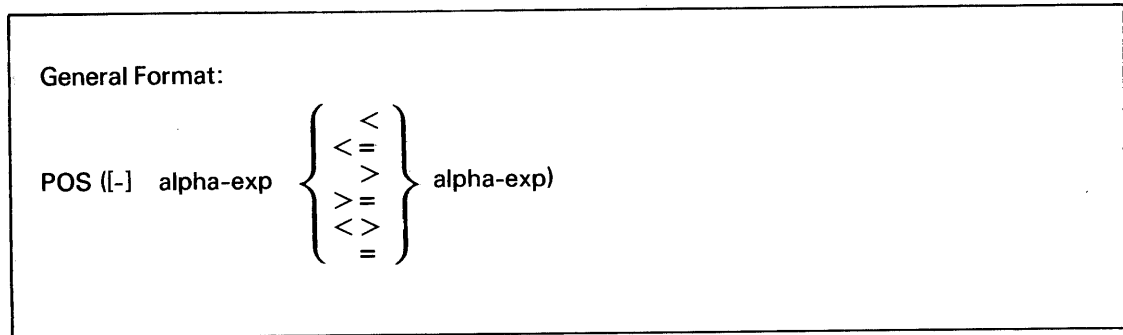 General Format:
<
<=
POS ([-] alpha-exp > alpha-exp)
>=
<>
=